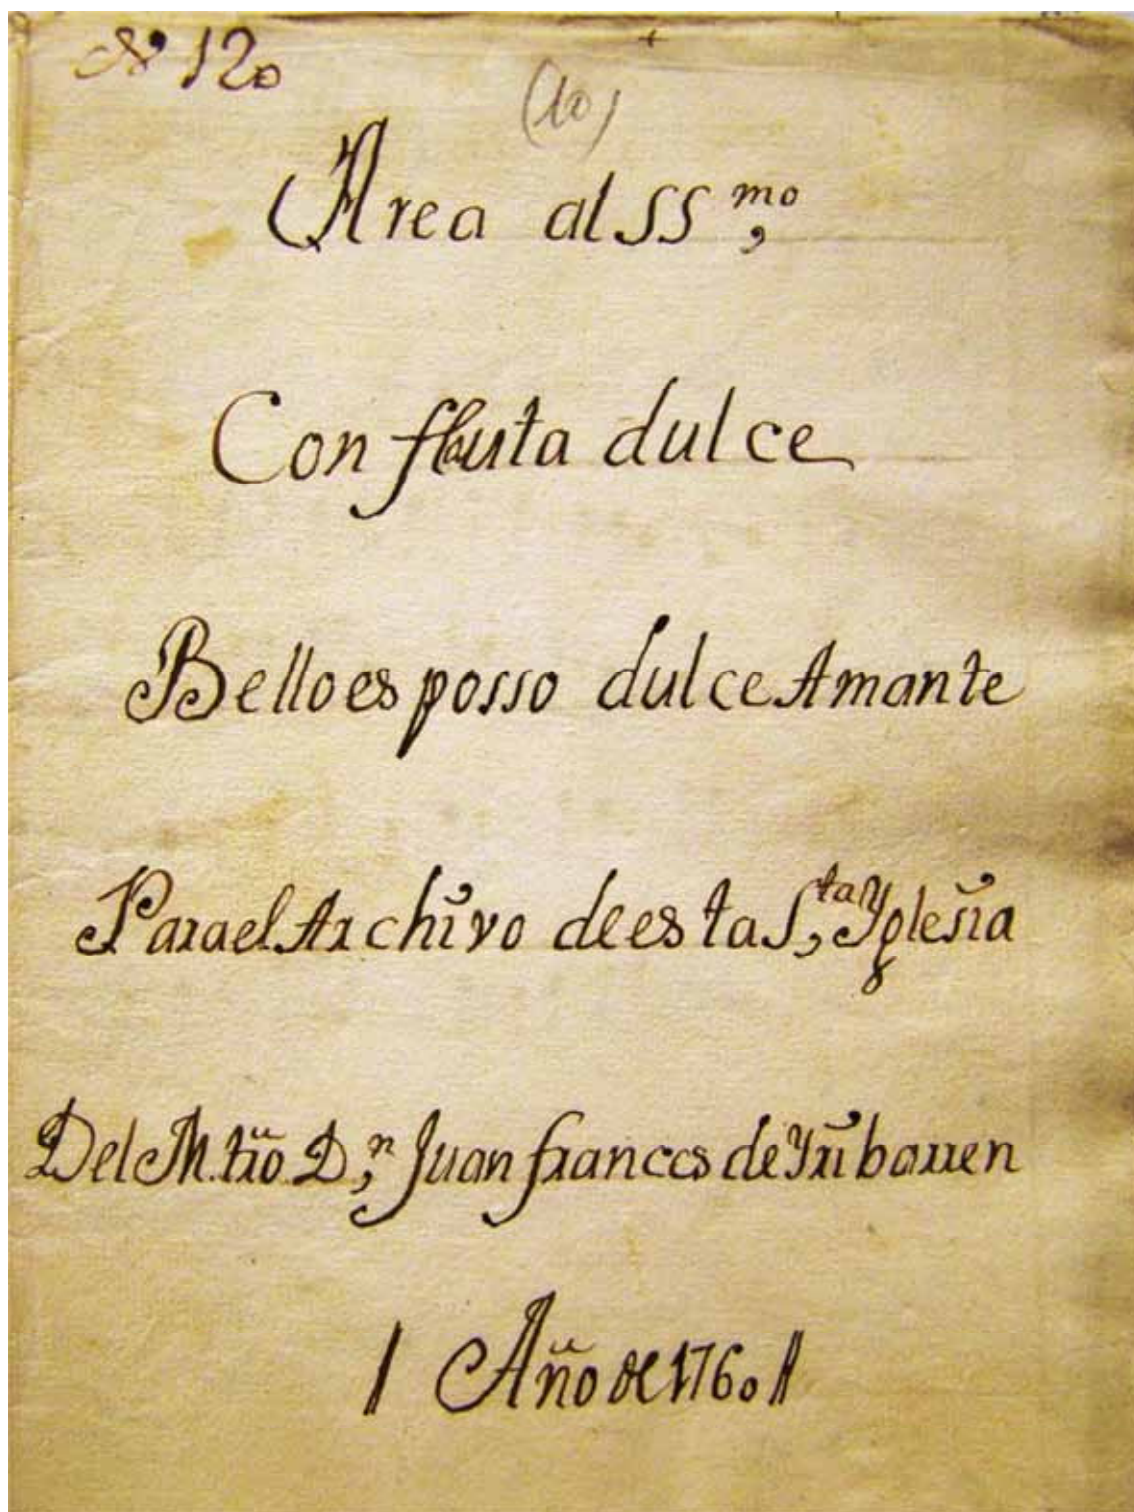 Nº 120
(10)
Area al SS.mo
Con flauta dulce
Bello esposso dulce Amante
Para el Archivo de esta S.ta Yglesia
Del M.tro D.n Juan frances de Yribarren
Año de 1760